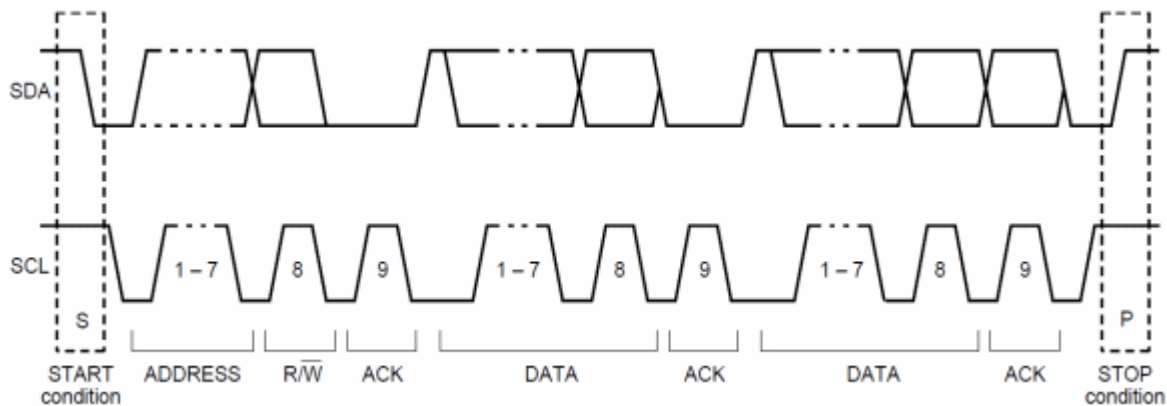 SDA
SCL
1 – 7 8 9 1 – 7 8 9 1 – 7 8 9
S P
START condition ADDRESS R/W̅ ACK DATA ACK DATA ACK STOP condition